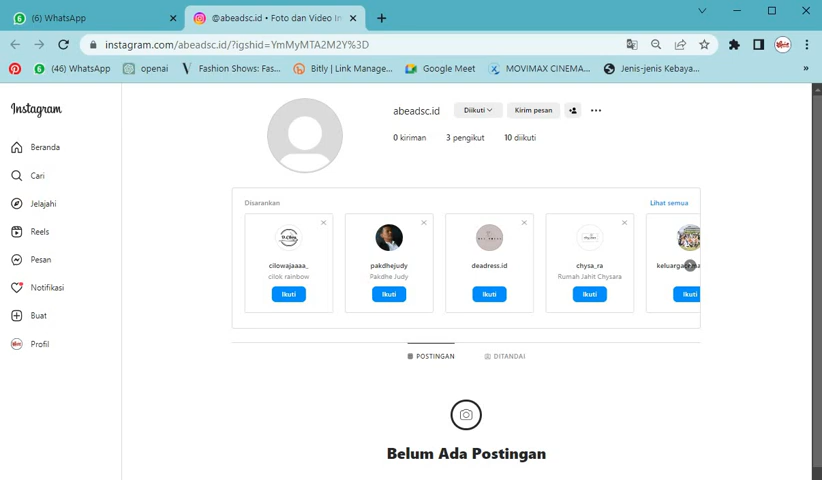 (46) WhatsApp
@abeadsc.id • Foto dan Video In
instagram.com/abeadsc.id/?igshid=YmMyMTA2M2Y%3D
(46) WhatsApp
openai
Fashion Shows: Fas...
Bitly | Link Manage...
Google Meet
MOVIMAX CINEMA...
Jenis-jenis Kebaya...
Instagram
Beranda
Cari
Jelajahi
Reels
Pesan
Notifikasi
Buat
Profil
abeadsc.id
Diikuti
Kirim pesan
0 kiriman
3 pengikut
10 diikuti
Disarankan
Lihat semua
cilowajaaaa_
cilok rainbow
Ikuti
pakdhejudy
Pakdhe Judy
Ikuti
deadress.id
Ikuti
chysa_ra
Rumah Jahit Chysara
Ikuti
Ikuti
POSTINGAN
DITANDAI
Belum Ada Postingan